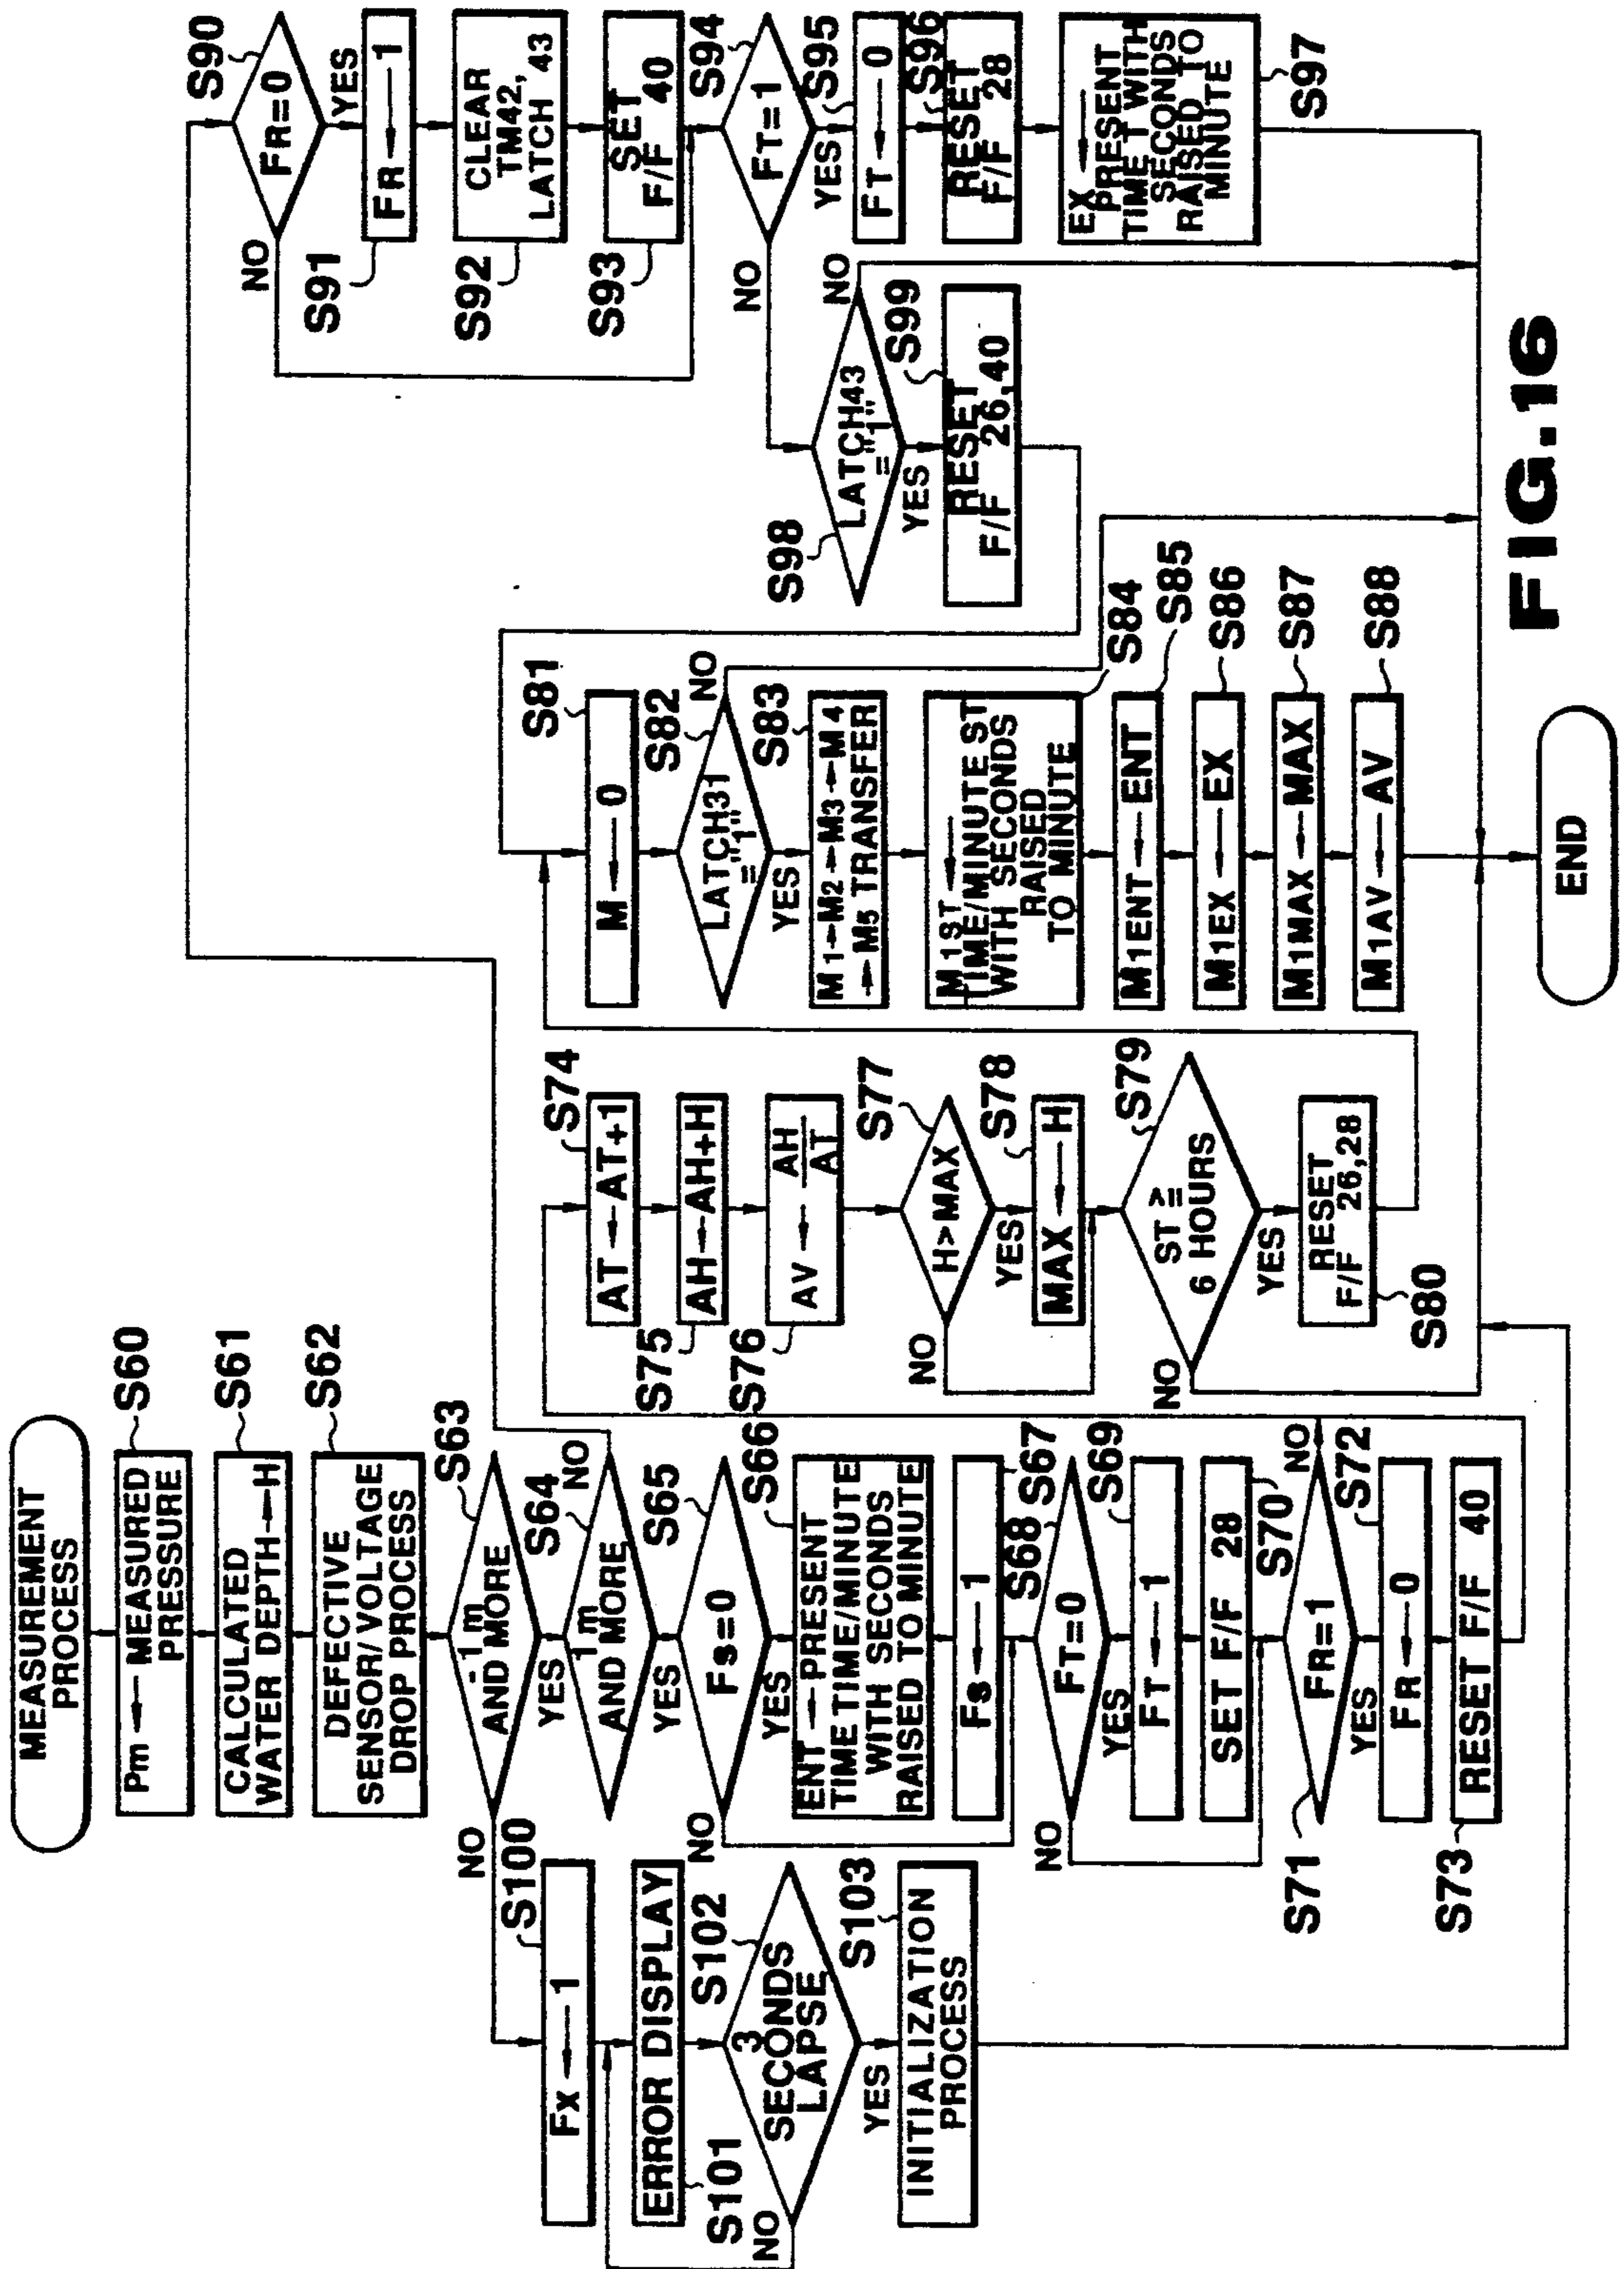 MEASUREMENT
PROCESS
Pm ← MEASURED
PRESSURE
S60
CALCULATED
WATER DEPTH→H
S61
DEFECTIVE
SENSOR/VOLTAGE
DROP PROCESS
S62
-1m
AND MORE
S63
YES
NO
1m
AND MORE
S64
YES
NO
Fs=0
S65
YES
NO
ENT ← PRESENT
TIME TIME/MINUTE
WITH SECONDS
RAISED TO MINUTE
S66
Fs ← 1
S67
FT=0
S68
YES
NO
FT ← 1
S69
SET F/F 28
S70
FR=1
S71
YES
NO
FR ← 0
S72
RESET F/F 40
S73
Fx ← 1
S100
ERROR DISPLAY
S101
3
SECONDS
LAPSE
S102
YES
NO
INITIALIZATION
PROCESS
S103
AT ← AT+1
S74
AH ← AH+H
S75
AV ← AH
AT
S76
H>MAX
S77
YES
NO
MAX ← H
S78
ST >=
6 HOURS
S79
YES
NO
RESET
F/F 26,28
S80
M ← 0
S81
LATCH31
= "1"
S82
YES
NO
M1→M2→M3→M4
→M5 TRANSFER
S83
M1ST ←
TIME/MINUTE ST
WITH SECONDS
RAISED
TO MINUTE
S84
M1ENT ← ENT
S85
M1EX ← EX
S86
M1MAX ← MAX
S87
M1AV ← AV
S88
FR=0
S90
YES
NO
FR ← 1
S91
CLEAR
TM42,
LATCH 43
S92
SET
F/F 40
S93
FT=1
S94
YES
NO
FT ← 0
S95
RESET
F/F 28
S96
EX ←
PRESENT
TIME T WITH
SECONDS
RAISED TO
MINUTE
S97
LATCH43
= "1"
S98
YES
NO
RESET
F/F 26,40
S99
END
FIG.16